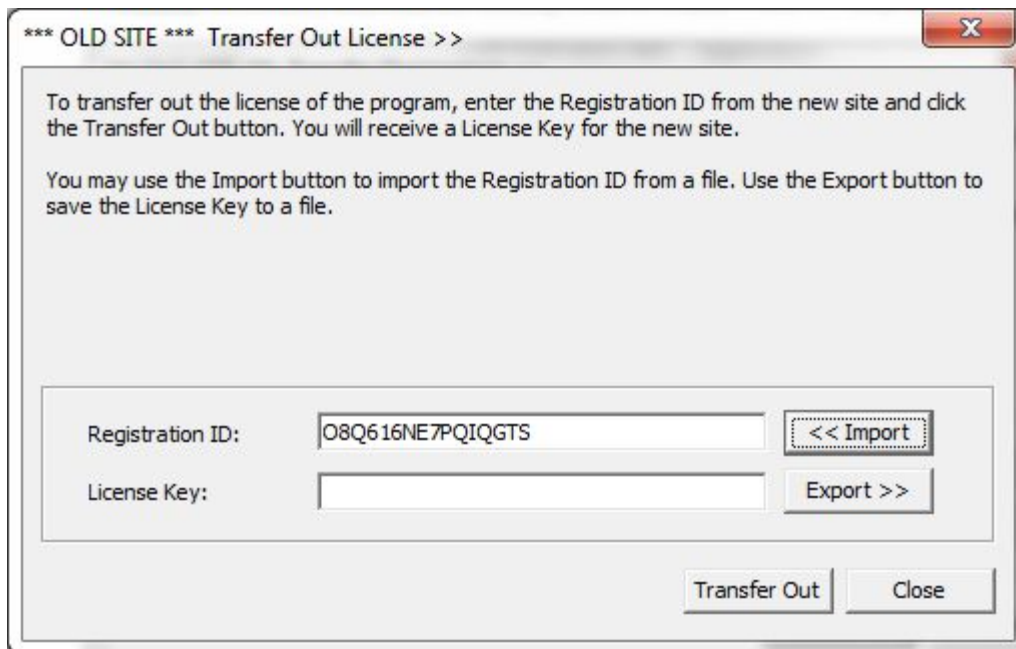 *** OLD SITE *** Transfer Out License >>
To transfer out the license of the program, enter the Registration ID from the new site and click
the Transfer Out button. You will receive a License Key for the new site.
You may use the Import button to import the Registration ID from a file. Use the Export button to
save the License Key to a file.
Registration ID: O8Q616NE7PQIQGTS << Import
License Key: Export >>
Transfer Out Close